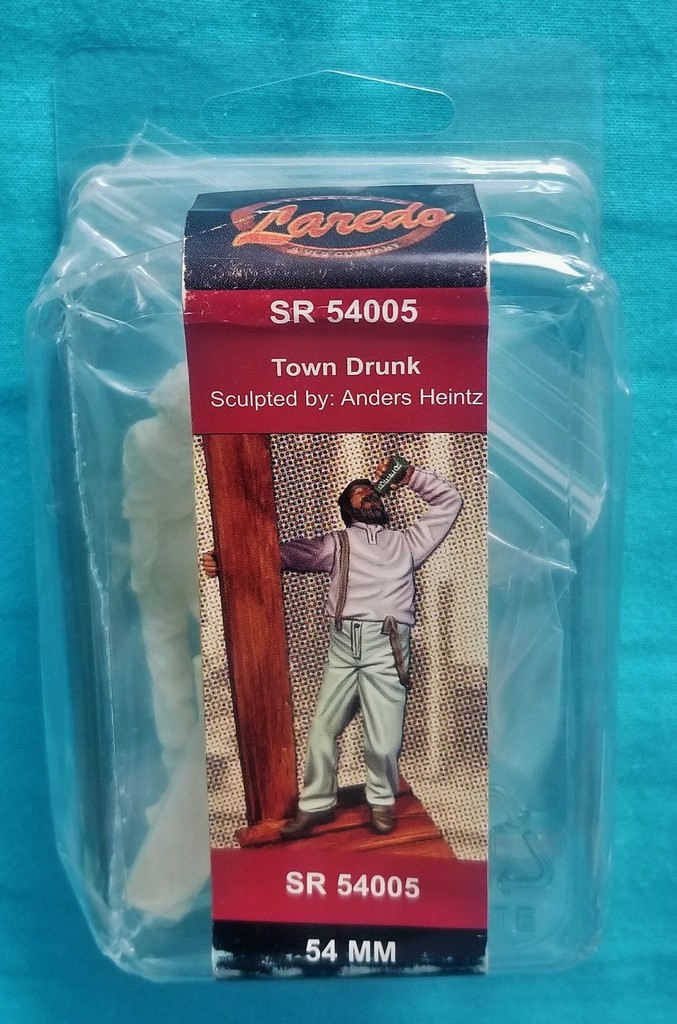 Laredo
SR 54005
Town Drunk
Sculpted by: Anders Heintz
SR 54005
54 MM